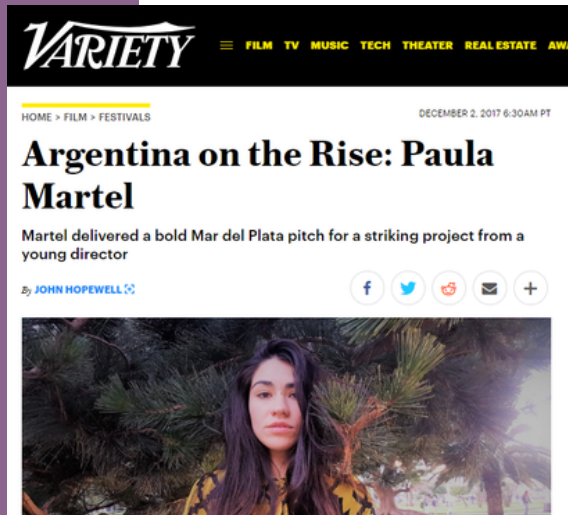 VARIETY
FILM TV MUSIC TECH THEATER REAL ESTATE
HOME > FILM > FESTIVALS
DECEMBER 2, 2017 6:30AM PT
Argentina on the Rise: Paula
Martel
Martel delivered a bold Mar del Plata pitch for a striking project from a
young director
By JOHN HOPEWELL